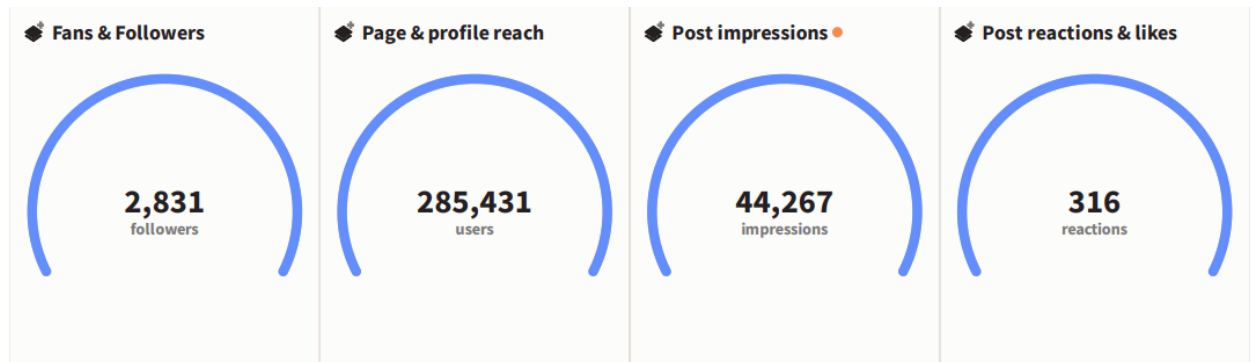 Fans & Followers
2,831
followers
Page & profile reach
285,431
users
Post impressions
44,267
impressions
Post reactions & likes
316
reactions